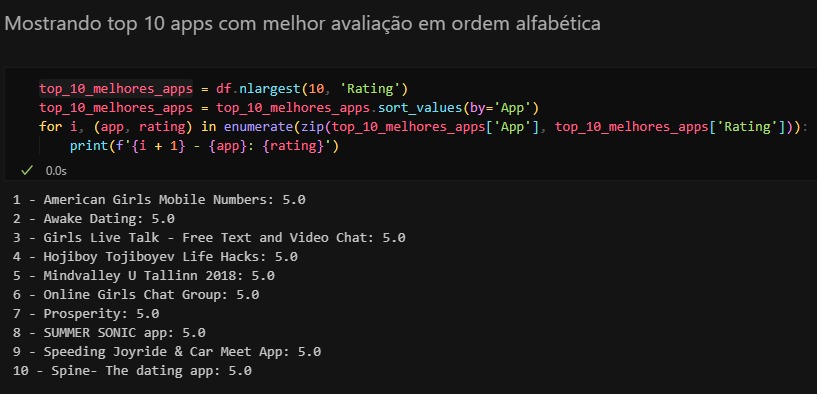 Mostrando top 10 apps com melhor avaliação em ordem alfabética
top_10_melhores_apps = df.nlargest(10, 'Rating')
top_10_melhores_apps = top_10_melhores_apps.sort_values(by='App')
for i, (app, rating) in enumerate(zip(top_10_melhores_apps['App'], top_10_melhores_apps['Rating'])):
    print(f'{i + 1} - {app}: {rating}')
0.0s
1 - American Girls Mobile Numbers: 5.0
2 - Awake Dating: 5.0
3 - Girls Live Talk - Free Text and Video Chat: 5.0
4 - Hojiboy Tojiboyev Life Hacks: 5.0
5 - Mindvalley U Tallinn 2018: 5.0
6 - Online Girls Chat Group: 5.0
7 - Prosperity: 5.0
8 - SUMMER SONIC app: 5.0
9 - Speeding Joyride & Car Meet App: 5.0
10 - Spine- The dating app: 5.0